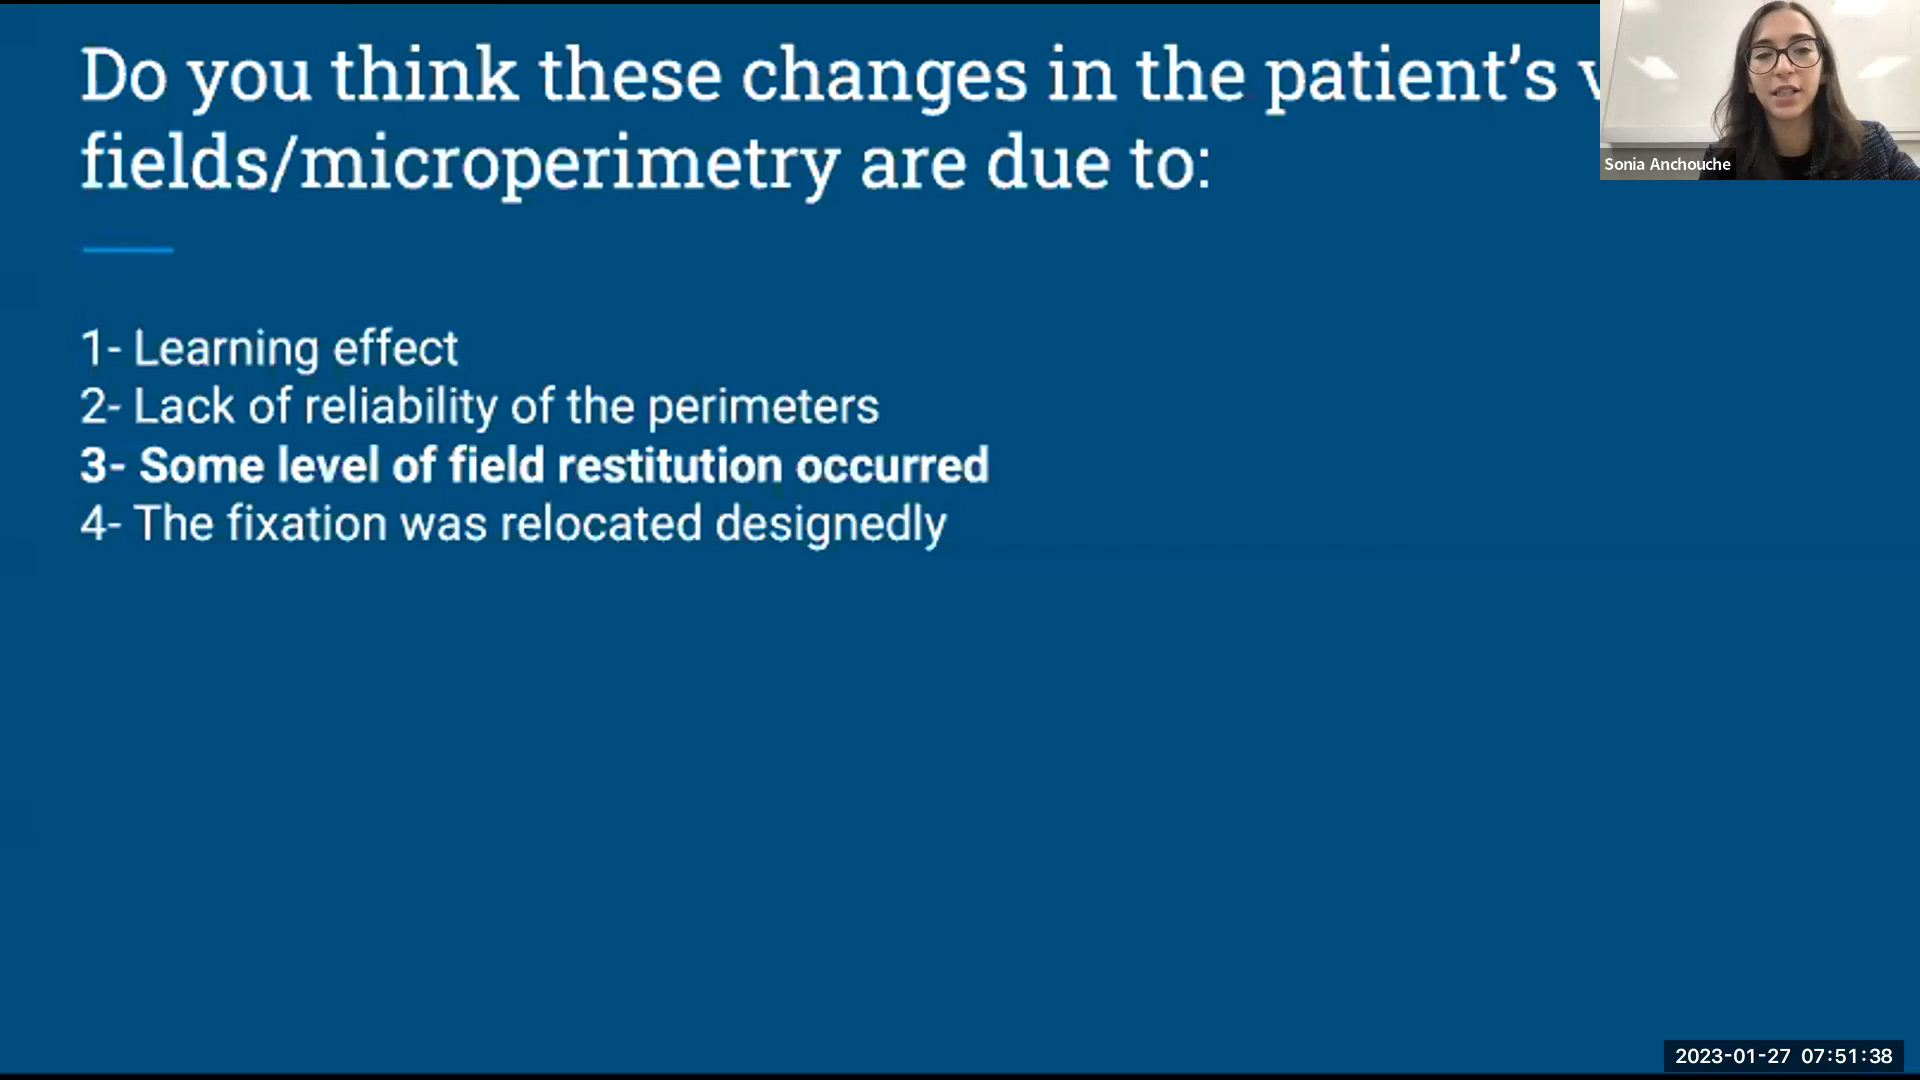 Do you think these changes in the patient’s
fields/microperimetry are due to:
Sonia Anchouche
1- Learning effect
2- Lack of reliability of the perimeters
3- Some level of field restitution occurred
4- The fixation was relocated designedly
2023-01-27 07:51:38